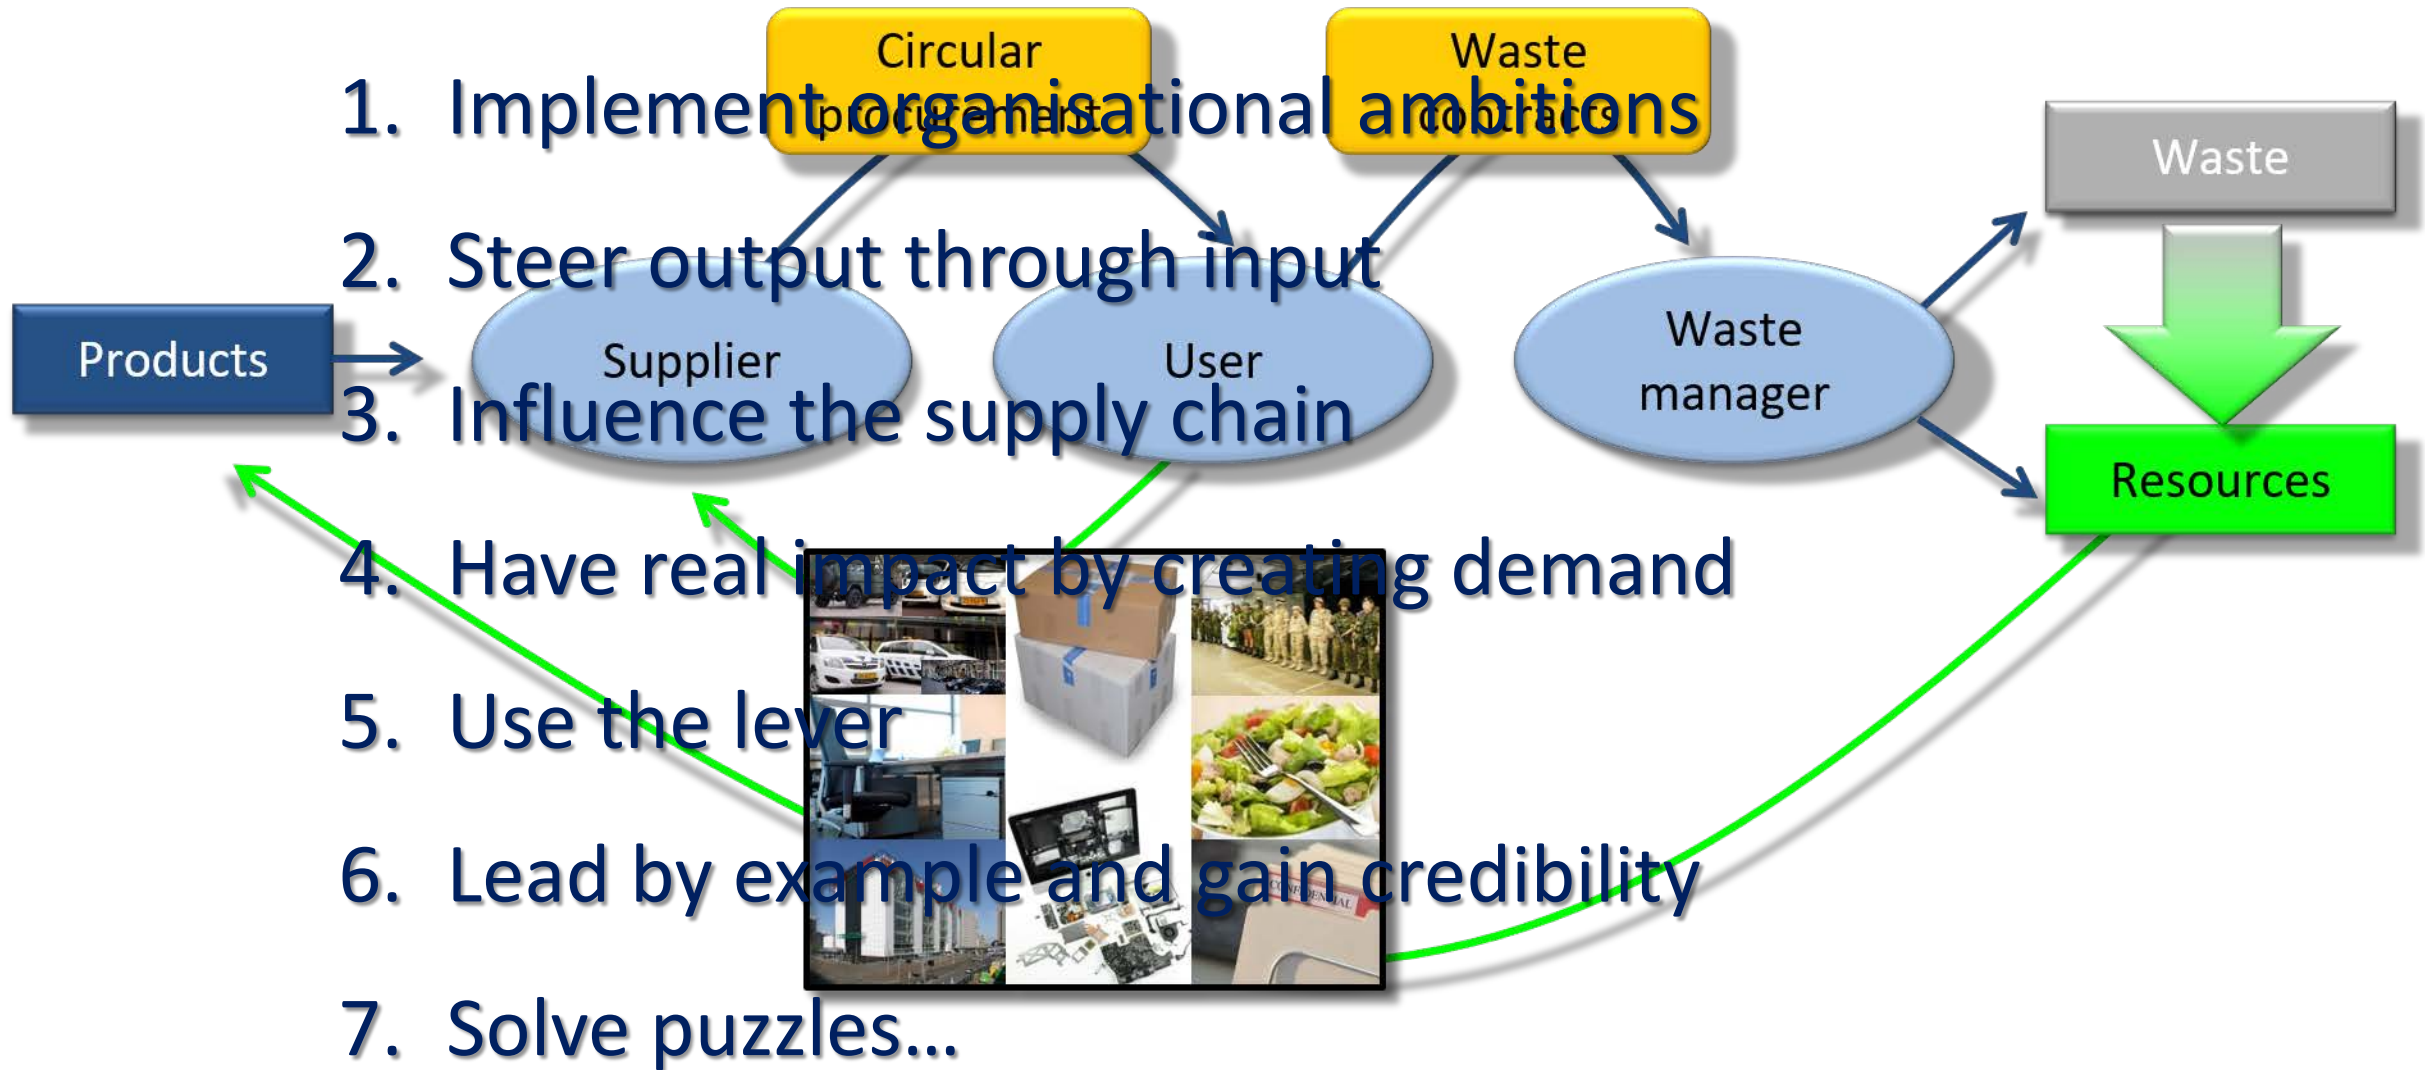 Circular
procurement
Waste
contracts
1. Implement organisational ambitions
Waste
2. Steer output through input
Products
Supplier
User
Waste
manager
3. Influence the supply chain
Resources
4. Have real impact by creating demand
5. Use the lever
6. Lead by example and gain credibility
CONFIDENTIAL
7. Solve puzzles...